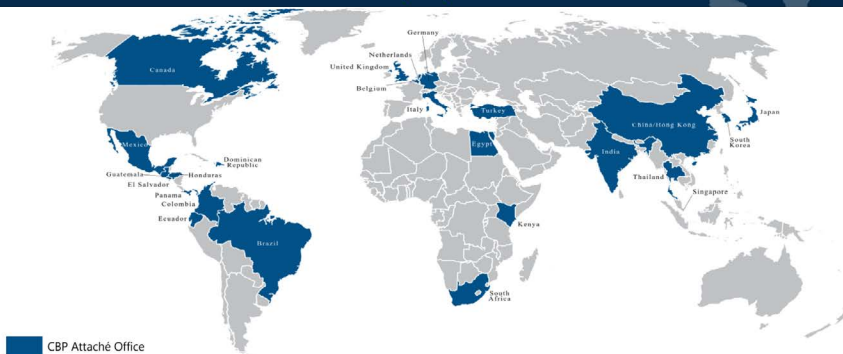 Germany
Netherlands
Canada
United Kingdom
Belgium
Italy
Turkey
China/Hong Kong
Japan
South
Korea
Mexico
Dominican
Republic
Egypt
India
Guatemala
Honduras
El Salvador
Thailand
Singapore
Panama
Colombia
Ecuador
Kenya
Brazil
South
Africa
CBP Attaché Office